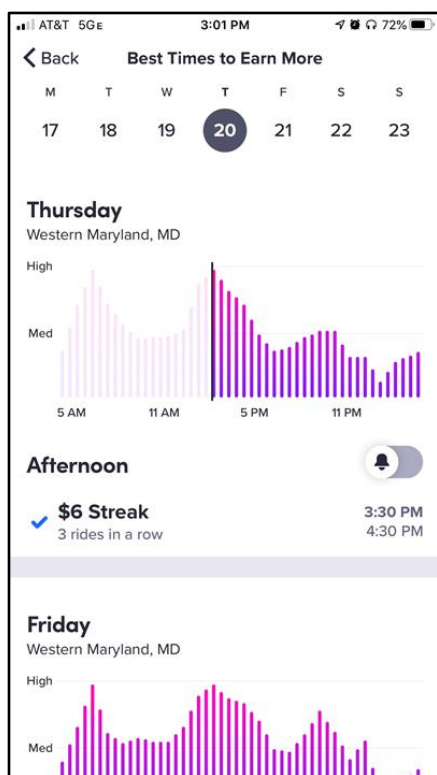 AT&T 5GE 3:01 PM 72%
Back Best Times to Earn More
M T W T F S S
17 18 19 20 21 22 23
Thursday
Western Maryland, MD
High
Med
5 AM 11 AM 5 PM 11 PM
Afternoon
$6 Streak 3:30 PM
3 rides in a row 4:30 PM
Friday
Western Maryland, MD
High
Med